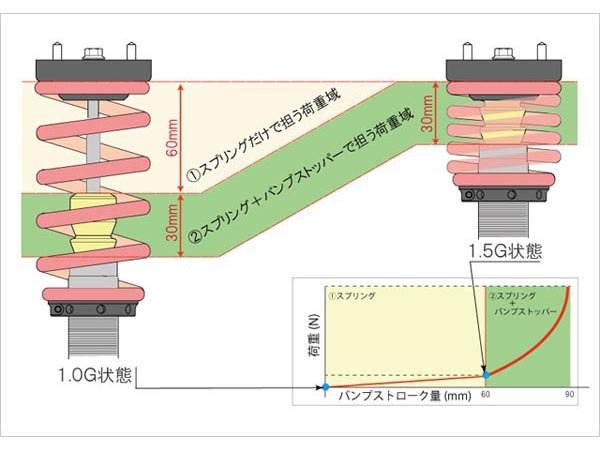 ①スプリングだけで担う荷重域
60mm
30mm
②スプリング＋バンプストッパーで担う荷重域
30mm
1.5G状態
1.0G状態
①スプリング
②スプリング
＋
バンプストッパー
荷重(N)
バンプストローク量(mm)
60
90